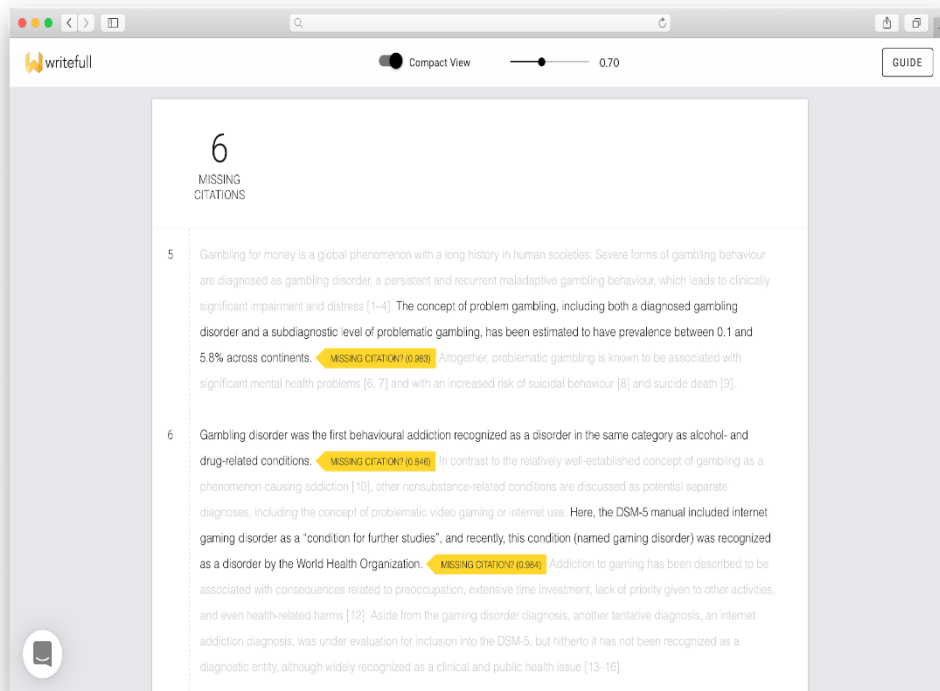 writefull
Compact View
0.70
GUIDE
6
MISSING
CITATIONS
5
Gambling for money is a global phenomenon with a long history in human societies. Severe forms of gambling behaviour
are diagnosed as gambling disorder, a persistent and recurrent maladaptive gambling behaviour, which leads to clinically
significant impairment and distress [1–4]. The concept of problem gambling, including both a diagnosed gambling
disorder and a subdiagnostic level of problematic gambling, has been estimated to have prevalence between 0.1 and
5.8% across continents. MISSING CITATION? (0.983) Altogether, problematic gambling is known to be associated with
significant mental health problems [6, 7] and with an increased risk of suicidal behaviour [8] and suicide death [9].
6
Gambling disorder was the first behavioural addiction recognized as a disorder in the same category as alcohol- and
drug-related conditions. MISSING CITATION? (0.846) In contrast to the relatively well-established concept of gambling as a
phenomenon causing addiction [10], other nonsubstance-related conditions are discussed as potential separate
diagnoses, including the concept of problematic video gaming or internet use. Here, the DSM-5 manual included internet
gaming disorder as a “condition for further studies”, and recently, this condition (named gaming disorder) was recognized
as a disorder by the World Health Organization. MISSING CITATION? (0.964) Addiction to gaming has been described to be
associated with consequences related to preoccupation, extensive time investment, lack of priority given to other activities,
and even health-related harms [12]. Aside from the gaming disorder diagnosis, another tentative diagnosis, an internet
addiction diagnosis, was under evaluation for inclusion into the DSM-5, but hitherto it has not been recognized as a
diagnostic entity, although widely recognized as a clinical and public health issue [13–16].